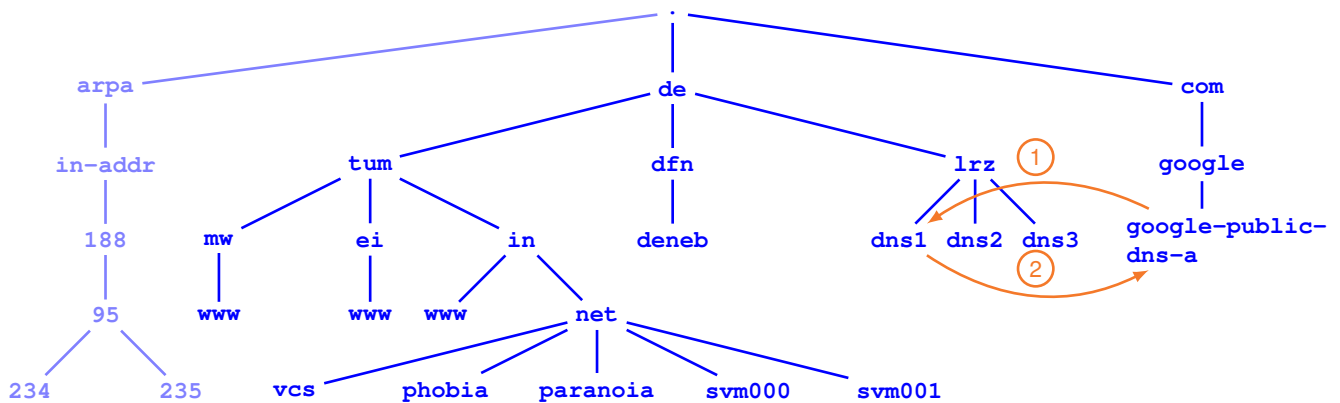 .
arpa de com
in-addr tum dfn lrz 1 google
188 mw ei in deneb dns1 dns2 dns3 google-public-
dns-a
2
95 www www www net
234 235 vcs phobia paranoia svm000 svm001